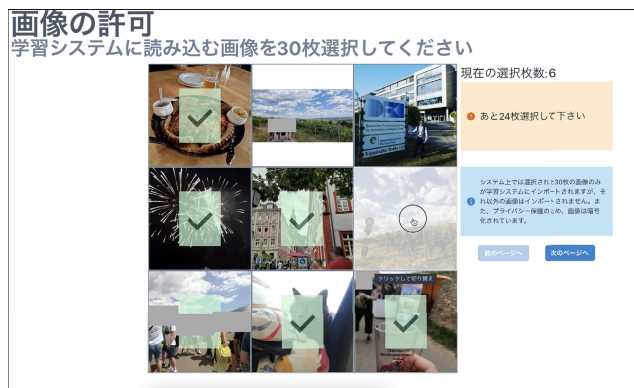 画像の許可
学習システムに読み込む画像を30枚選択してください
現在の選択枚数:6
あと24枚選択して下さい
システム上では選択された30枚の画像のみ
が学習システムにインポートされますが、そ
れ以外の画像はインポートされません。ま
た、プライバシー保護のため、画像は暗号
化されています。
前のページへ
次のページへ
クリックして切り替え